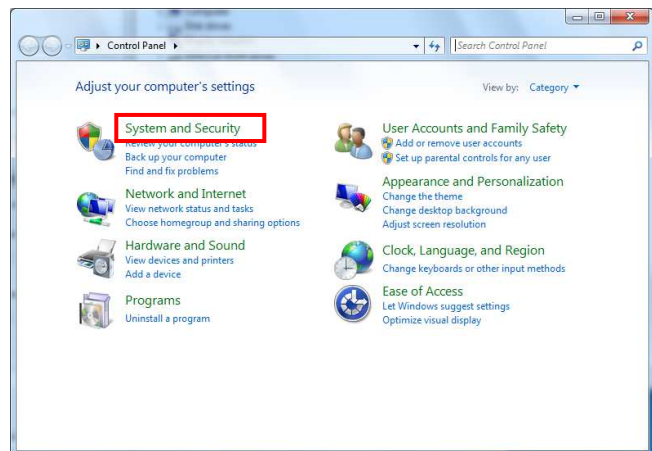 Control Panel
Search Control Panel
Adjust your computer's settings
View by: Category
System and Security
Review your computer's status
Back up your computer
Find and fix problems
Network and Internet
View network status and tasks
Choose homegroup and sharing options
Hardware and Sound
View devices and printers
Add a device
Programs
Uninstall a program
User Accounts and Family Safety
Add or remove user accounts
Set up parental controls for any user
Appearance and Personalization
Change the theme
Change desktop background
Adjust screen resolution
Clock, Language, and Region
Change keyboards or other input methods
Ease of Access
Let Windows suggest settings
Optimize visual display